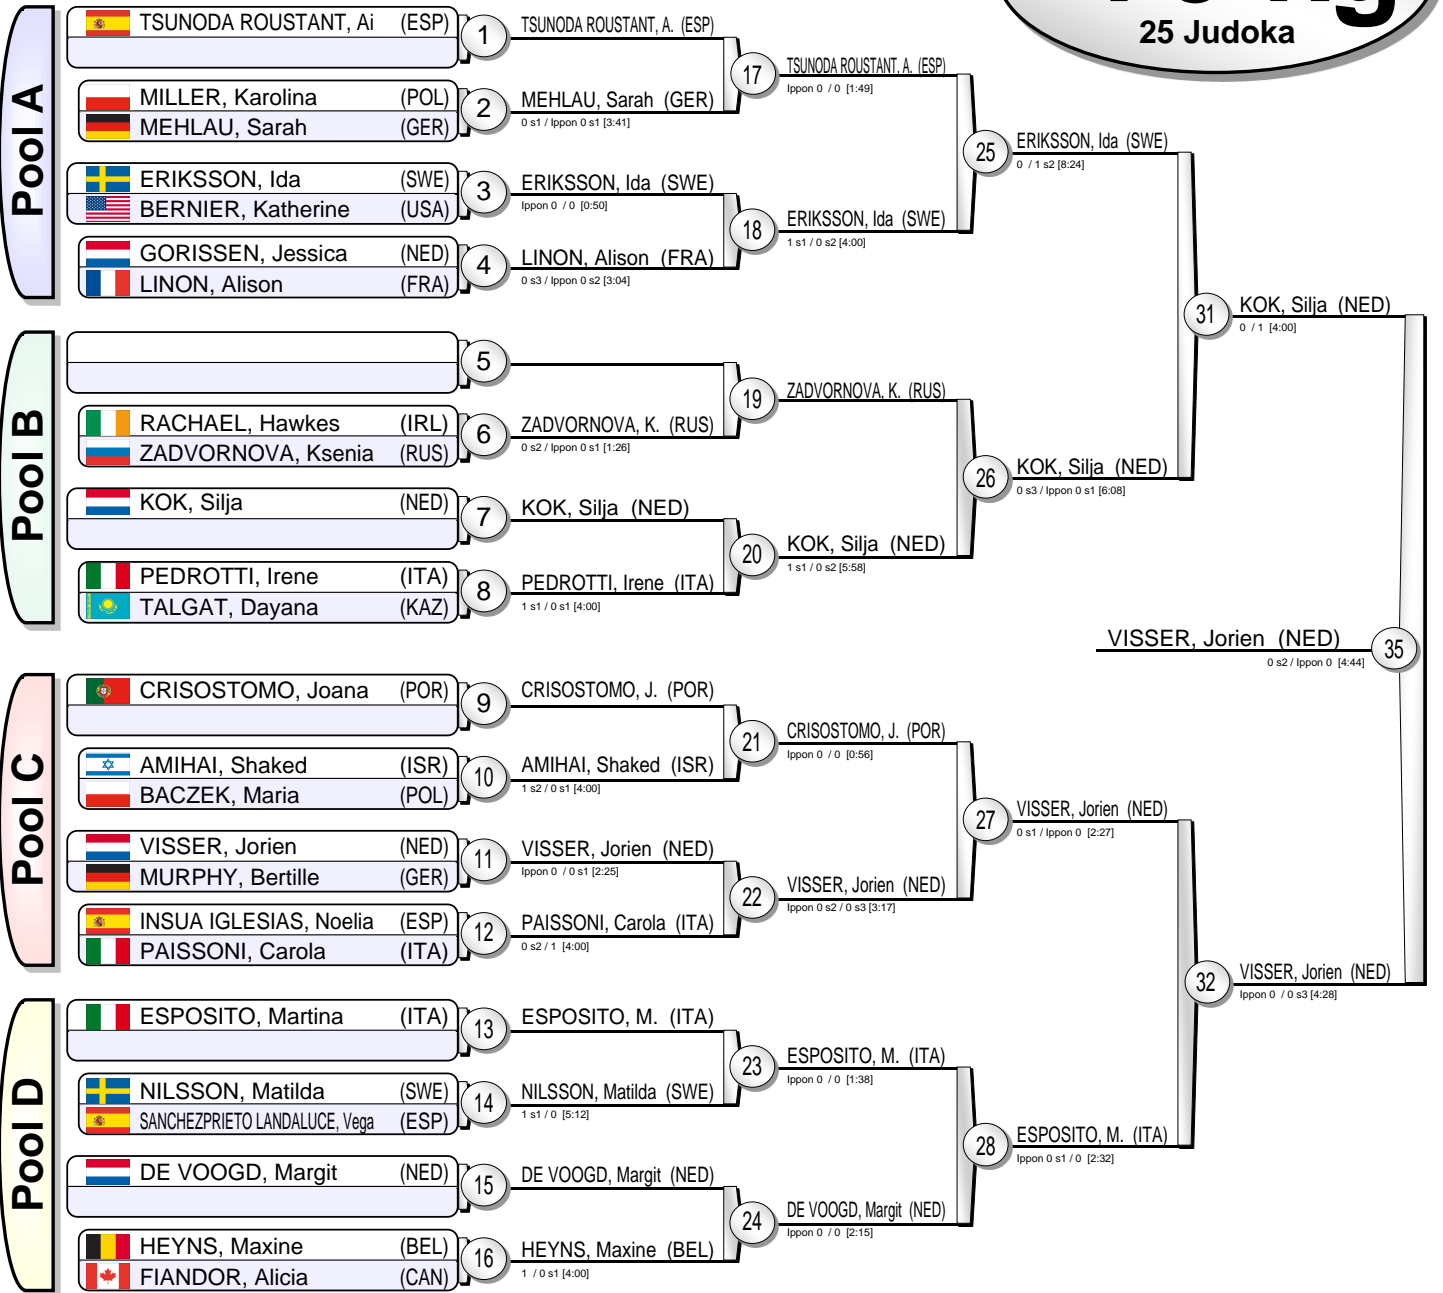 25 Judoka
Pool A
TSUNODA ROUSTANT, Ai (ESP)
1
TSUNODA ROUSTANT, A. (ESP)
MILLER, Karolina (POL)
MEHLAU, Sarah (GER)
2
MEHLAU, Sarah (GER)
0 s1 / Ippon 0 s1 [3:41]
17
TSUNODA ROUSTANT, A. (ESP)
Ippon 0 / 0 [1:49]
ERIKSSON, Ida (SWE)
BERNIER, Katherine (USA)
3
ERIKSSON, Ida (SWE)
Ippon 0 / 0 [0:50]
GORISSEN, Jessica (NED)
LINON, Alison (FRA)
4
LINON, Alison (FRA)
0 s3 / Ippon 0 s2 [3:04]
18
ERIKSSON, Ida (SWE)
1 s1 / 0 s2 [4:00]
25
ERIKSSON, Ida (SWE)
0 / 1 s2 [8:24]
Pool B
5
RACHAEL, Hawkes (IRL)
ZADVORNOVA, Ksenia (RUS)
6
ZADVORNOVA, K. (RUS)
0 s2 / Ippon 0 s1 [1:26]
19
ZADVORNOVA, K. (RUS)
KOK, Silja (NED)
7
KOK, Silja (NED)
PEDROTTI, Irene (ITA)
TALGAT, Dayana (KAZ)
8
PEDROTTI, Irene (ITA)
1 s1 / 0 s1 [4:00]
20
KOK, Silja (NED)
1 s1 / 0 s2 [5:58]
26
KOK, Silja (NED)
0 s3 / Ippon 0 s1 [6:08]
31
KOK, Silja (NED)
0 / 1 [4:00]
VISSER, Jorien (NED)
0 s2 / Ippon 0 [4:44]
35
Pool C
CRISOSTOMO, Joana (POR)
9
CRISOSTOMO, J. (POR)
AMIHAI, Shaked (ISR)
BACZEK, Maria (POL)
10
AMIHAI, Shaked (ISR)
1 s2 / 0 s1 [4:00]
21
CRISOSTOMO, J. (POR)
Ippon 0 / 0 [0:56]
VISSER, Jorien (NED)
MURPHY, Bertille (GER)
11
VISSER, Jorien (NED)
Ippon 0 / 0 s1 [2:25]
INSUA IGLESIAS, Noelia (ESP)
PAISSONI, Carola (ITA)
12
PAISSONI, Carola (ITA)
0 s2 / 1 [4:00]
22
VISSER, Jorien (NED)
Ippon 0 s2 / 0 s3 [3:17]
27
VISSER, Jorien (NED)
0 s1 / Ippon 0 [2:27]
Pool D
ESPOSITO, Martina (ITA)
13
ESPOSITO, M. (ITA)
NILSSON, Matilda (SWE)
SANCHEZPRIETO LANDALUCE, Vega (ESP)
14
NILSSON, Matilda (SWE)
1 s1 / 0 [5:12]
23
ESPOSITO, M. (ITA)
Ippon 0 / 0 [1:38]
DE VOOGD, Margit (NED)
15
DE VOOGD, Margit (NED)
HEYNS, Maxine (BEL)
FIANDOR, Alicia (CAN)
16
HEYNS, Maxine (BEL)
1 / 0 s1 [4:00]
24
DE VOOGD, Margit (NED)
Ippon 0 / 0 [2:15]
28
ESPOSITO, M. (ITA)
Ippon 0 s1 / 0 [2:32]
32
VISSER, Jorien (NED)
Ippon 0 / 0 s3 [4:28]